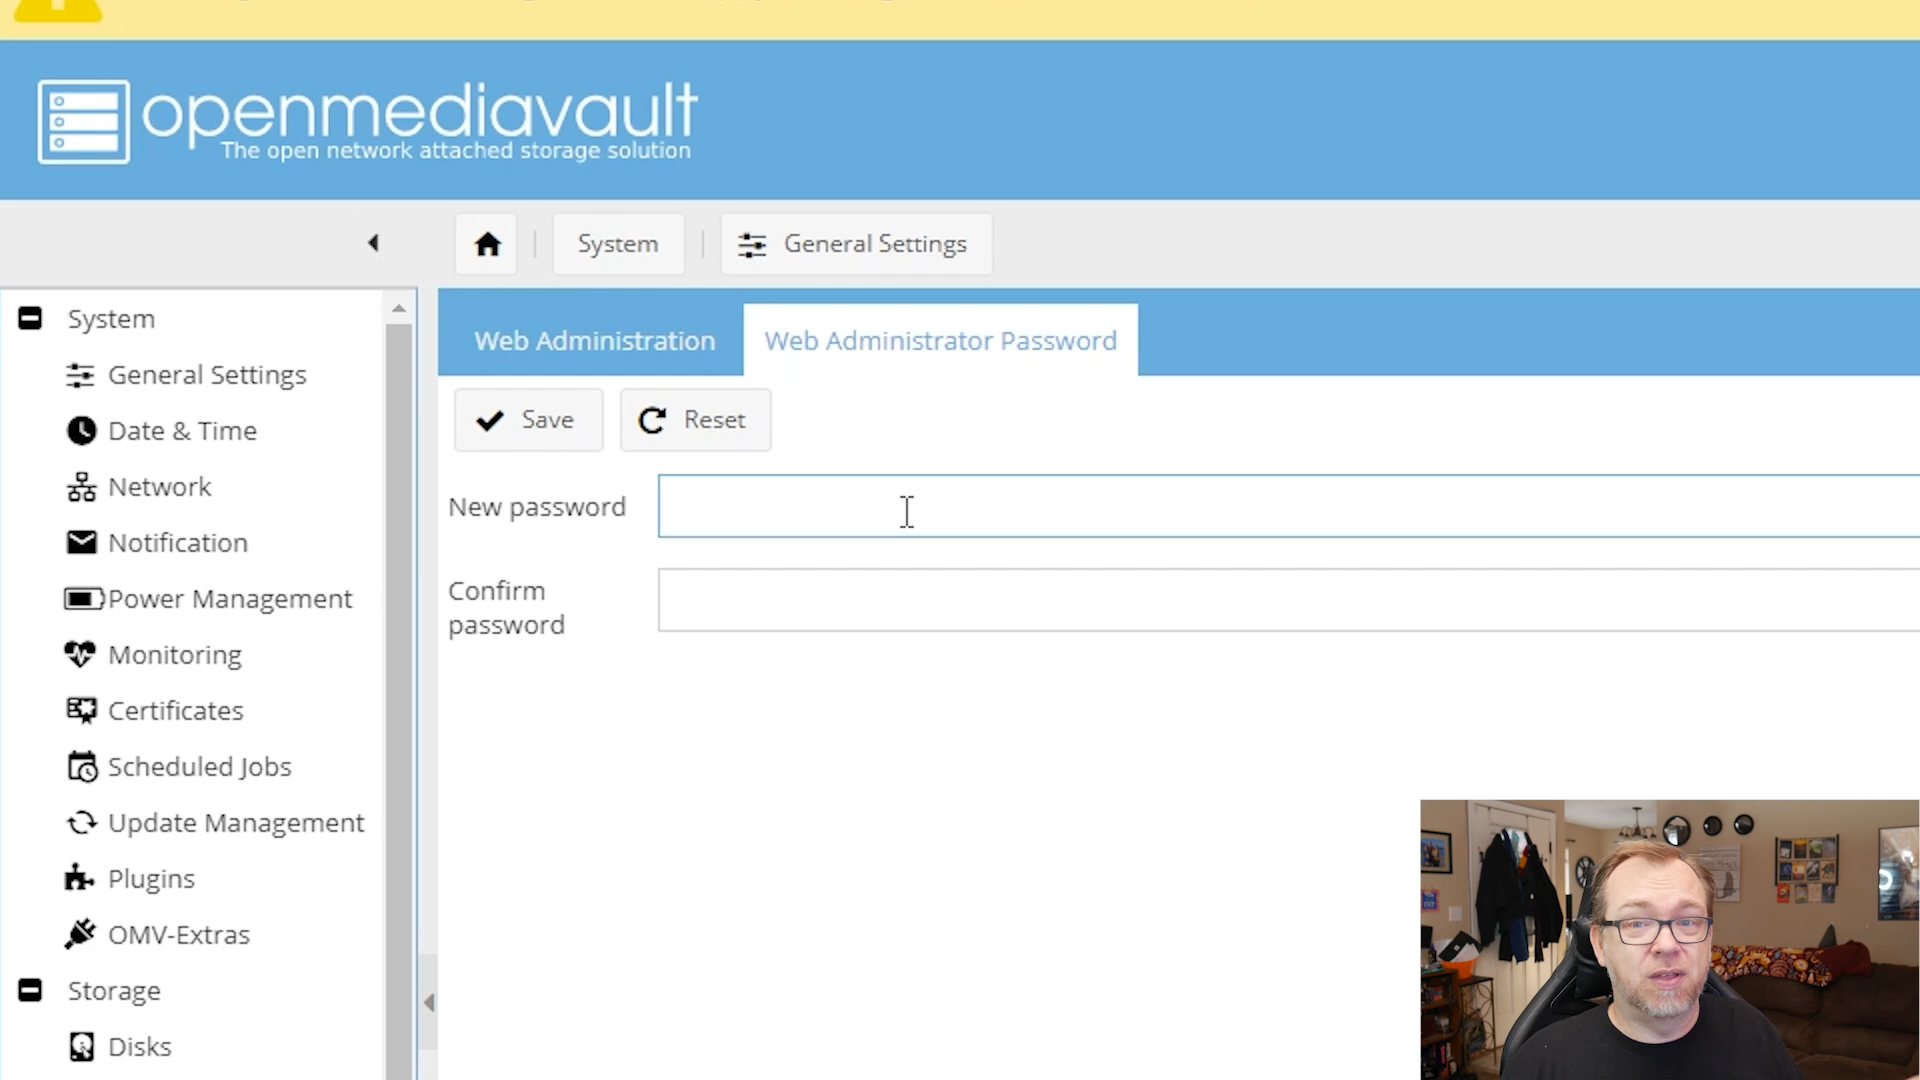 openmediavault
The open network attached storage solution
System
General Settings
System
General Settings
Date & Time
Network
Notification
Power Management
Monitoring
Certificates
Scheduled Jobs
Update Management
Plugins
OMV-Extras
Storage
Disks
Web Administration
Web Administrator Password
Save
Reset
New password
Confirm
password